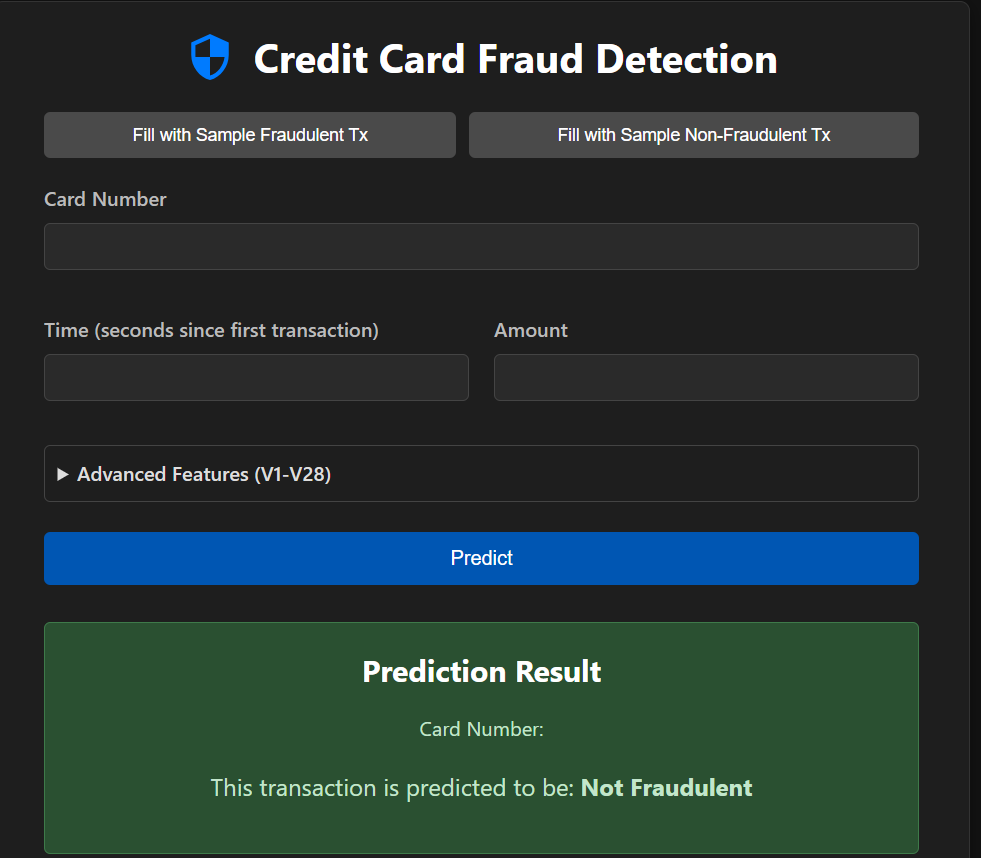 Credit Card Fraud Detection
Fill with Sample Fraudulent Tx
Fill with Sample Non-Fraudulent Tx
Card Number
Time (seconds since first transaction)
Amount
Advanced Features (V1-V28)
Predict
Prediction Result
Card Number:
This transaction is predicted to be: Not Fraudulent